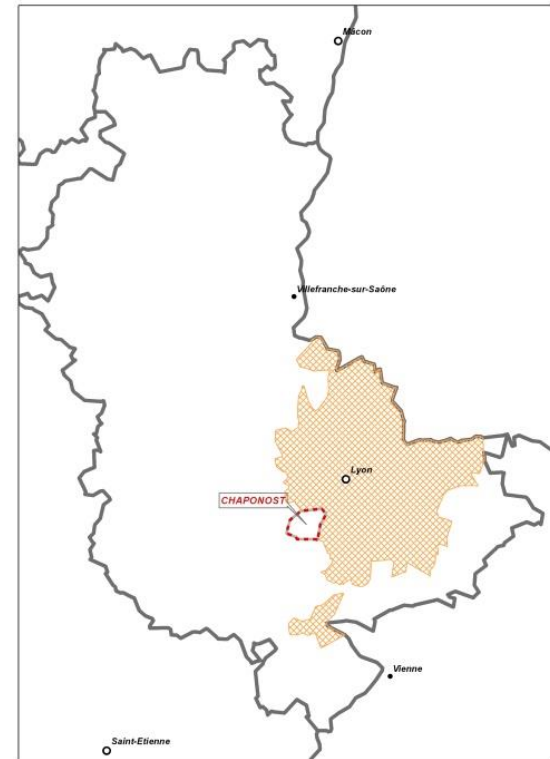 Mâcon
Villefranche-sur-Saône
Lyon
CHAPONOST
Vienne
Saint-Etienne